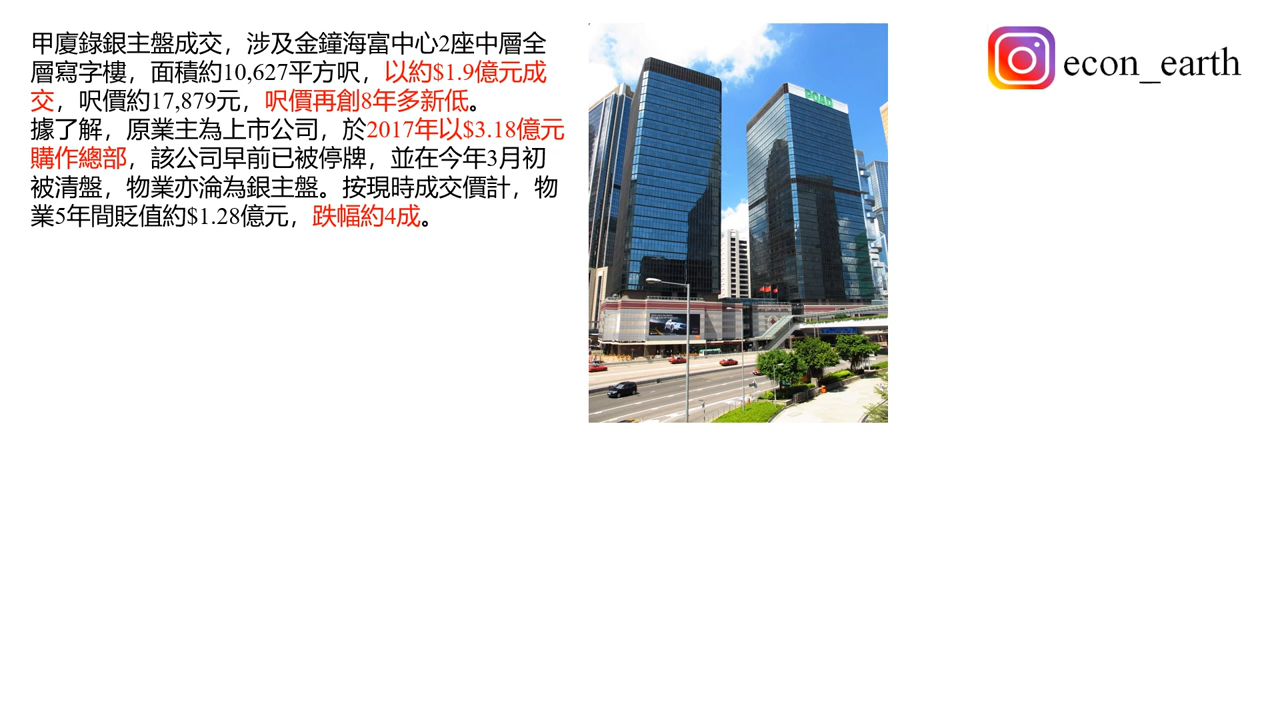 甲廈錄銀主盤成交，涉及金鐘海富中心2座中層全
層寫字樓，面積約10,627平方呎，以約$1.9億元成
交，呎價約17,879元，呎價再創8年多新低。
據了解，原業主為上市公司，於2017年以$3.18億元
購作總部，該公司早前已被停牌，並在今年3月初
被清盤，物業亦淪為銀主盤。按現時成交價計，物
業5年間貶值約$1.28億元，跌幅約4成。
POAD
econ_earth